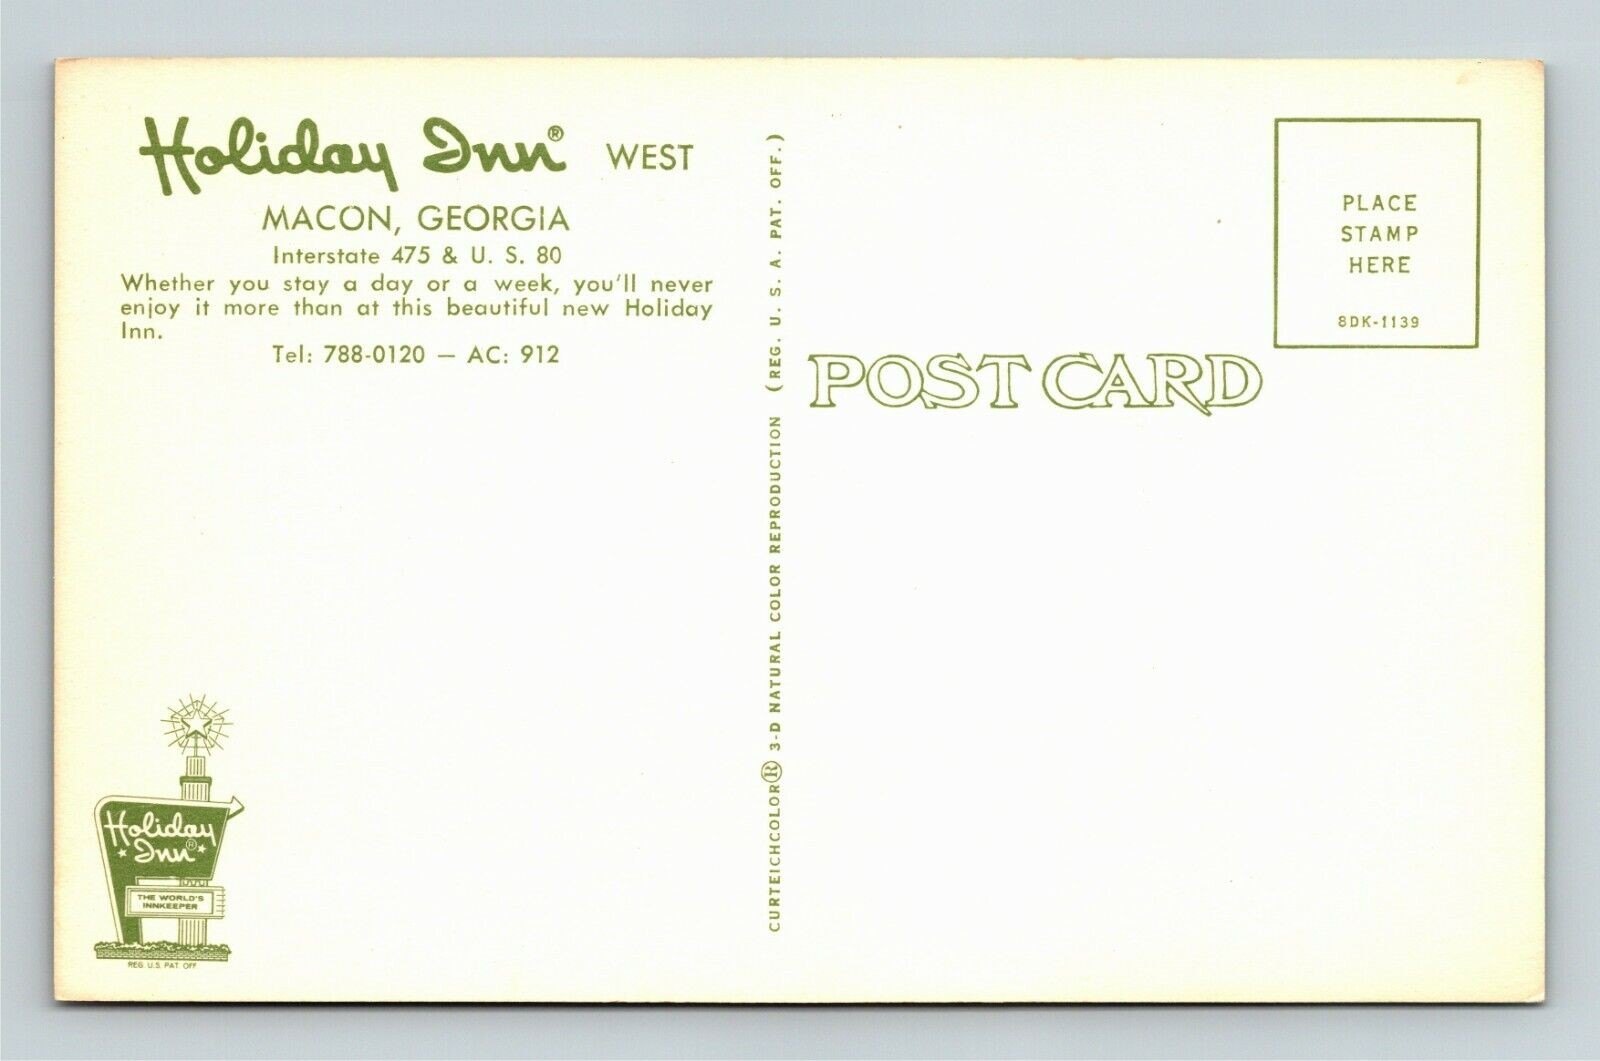 Holiday Inn® WEST
MACON, GEORGIA
Interstate 475 & U. S. 80
Whether you stay a day or a week, you'll never
enjoy it more than at this beautiful new Holiday
Inn.
Tel: 788-0120 — AC: 912
Holiday
Inn®
THE WORLD'S
INNKEEPER
REG. U.S. PAT. OFF
CURTEICHCOLOR® 3-D NATURAL COLOR REPRODUCTION (REG. U. S. A. PAT. OFF.)
POST CARD
PLACE
STAMP
HERE
8DK-1139